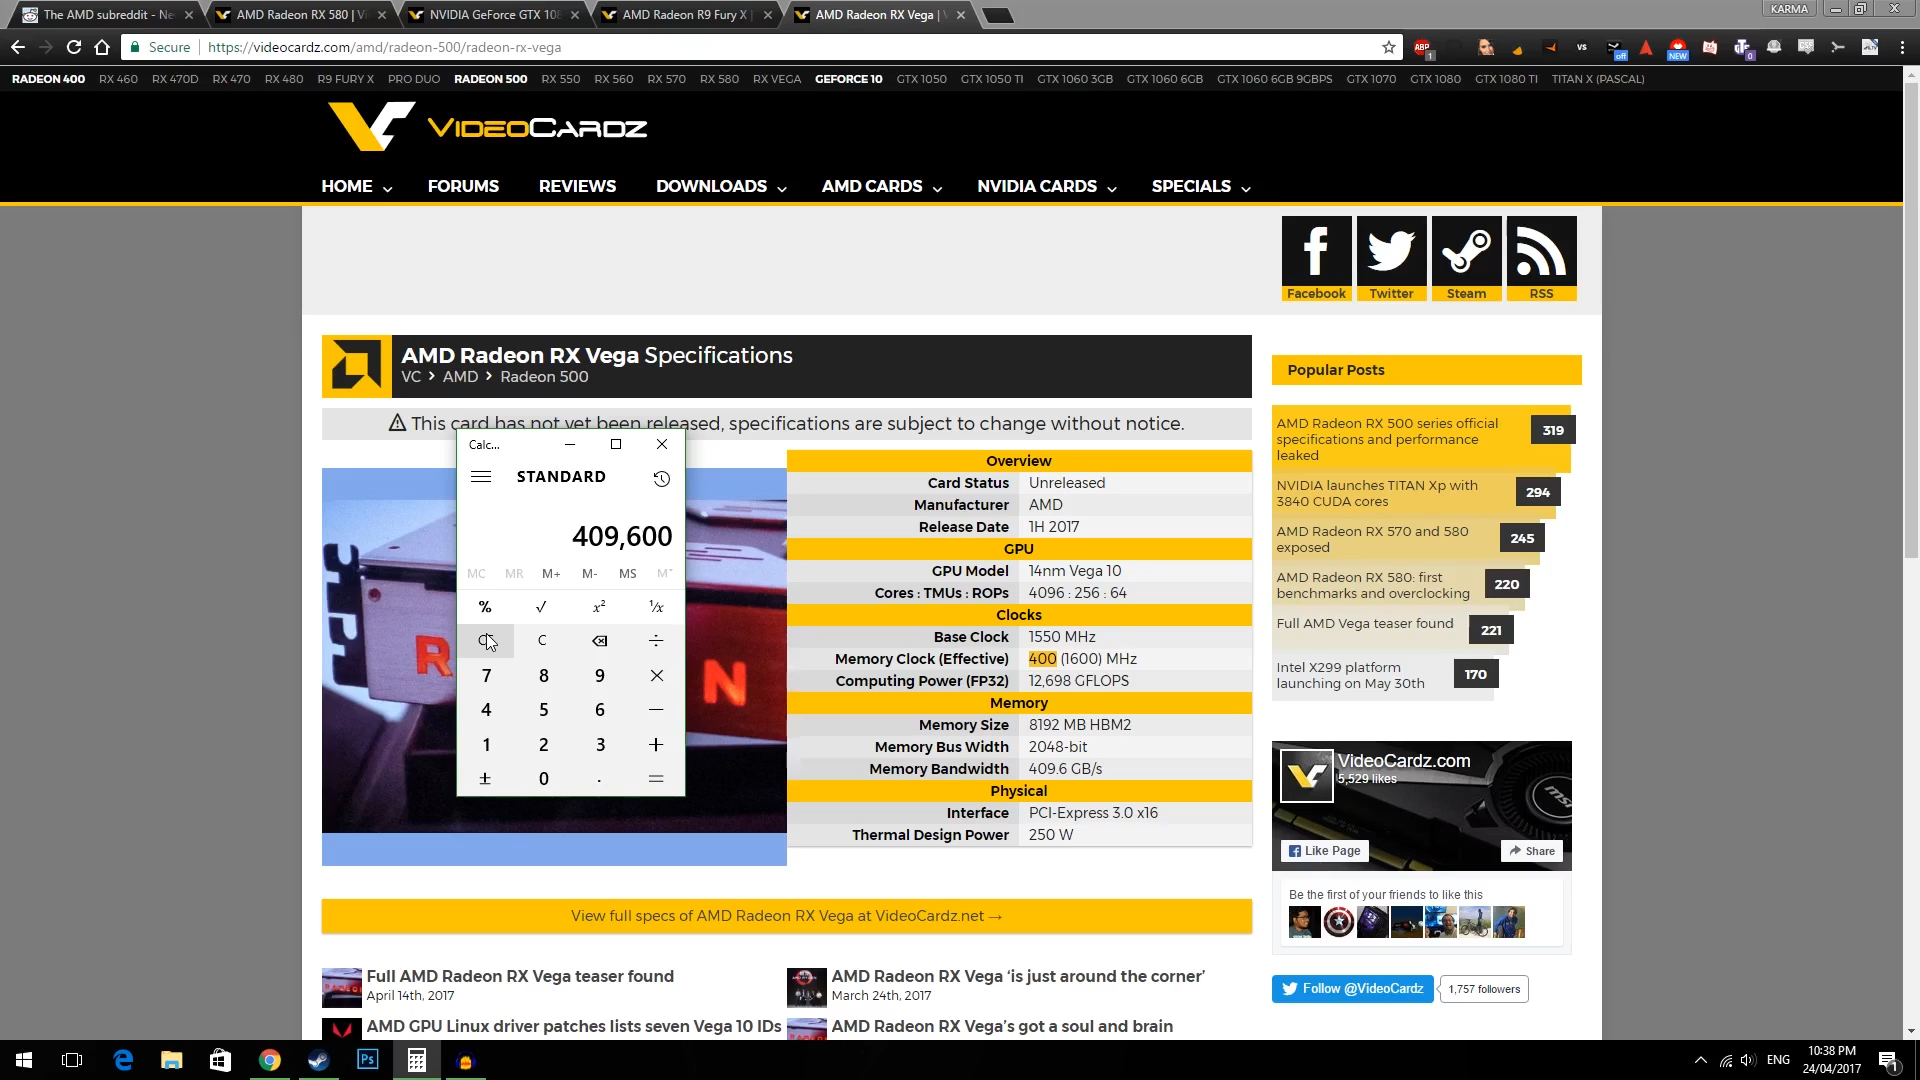 The AMD subreddit - Ne
AMD Radeon RX 580 | Vi
NVIDIA GeForce GTX 108
AMD Radeon R9 Fury X |
AMD Radeon RX Vega |
KARMA
Secure
https://videocardz.com/amd/radeon-500/radeon-rx-vega
RADEON 400 RX 460 RX 470D RX 470 RX 480 R9 FURY X PRO DUO RADEON 500 RX 550 RX 560 RX 570 RX 580 RX VEGA GEFORCE 10 GTX 1050 GTX 1050 TI GTX 1060 3GB GTX 1060 6GB GTX 1060 6GB 9GBPS GTX 1070 GTX 1080 GTX 1080 TI TITAN X (PASCAL)
VIDEOCARDZ
HOME FORUMS REVIEWS DOWNLOADS AMD CARDS NVIDIA CARDS SPECIALS
Facebook Twitter Steam RSS
AMD Radeon RX Vega Specifications
VC > AMD > Radeon 500
This card has not yet been released, specifications are subject to change without notice.
Calc...
STANDARD
409,600
MC MR M+ M- MS M˅
% √ x² ¹/x
C ÷
7 8 9 ×
4 5 6 −
1 2 3 +
± 0 . =
Overview
Card Status Unreleased
Manufacturer AMD
Release Date 1H 2017
GPU
GPU Model 14nm Vega 10
Cores : TMUs : ROPs 4096 : 256 : 64
Clocks
Base Clock 1550 MHz
Memory Clock (Effective) 400 (1600) MHz
Computing Power (FP32) 12,698 GFLOPS
Memory
Memory Size 8192 MB HBM2
Memory Bus Width 2048-bit
Memory Bandwidth 409.6 GB/s
Physical
Interface PCI-Express 3.0 x16
Thermal Design Power 250 W
View full specs of AMD Radeon RX Vega at VideoCardz.net →
Full AMD Radeon RX Vega teaser found
April 14th, 2017
AMD Radeon RX Vega ‘is just around the corner’
March 24th, 2017
AMD GPU Linux driver patches lists seven Vega 10 IDs
AMD Radeon RX Vega’s got a soul and brain
Popular Posts
AMD Radeon RX 500 series official
specifications and performance
leaked
319
NVIDIA launches TITAN Xp with
3840 CUDA cores
294
AMD Radeon RX 570 and 580
exposed
245
AMD Radeon RX 580: first
benchmarks and overclocking
220
Full AMD Vega teaser found
221
Intel X299 platform
launching on May 30th
170
VideoCardz.com
5,529 likes
Like Page
Share
Be the first of your friends to like this
Follow @VideoCardz
1,757 followers
ENG
10:38 PM
24/04/2017